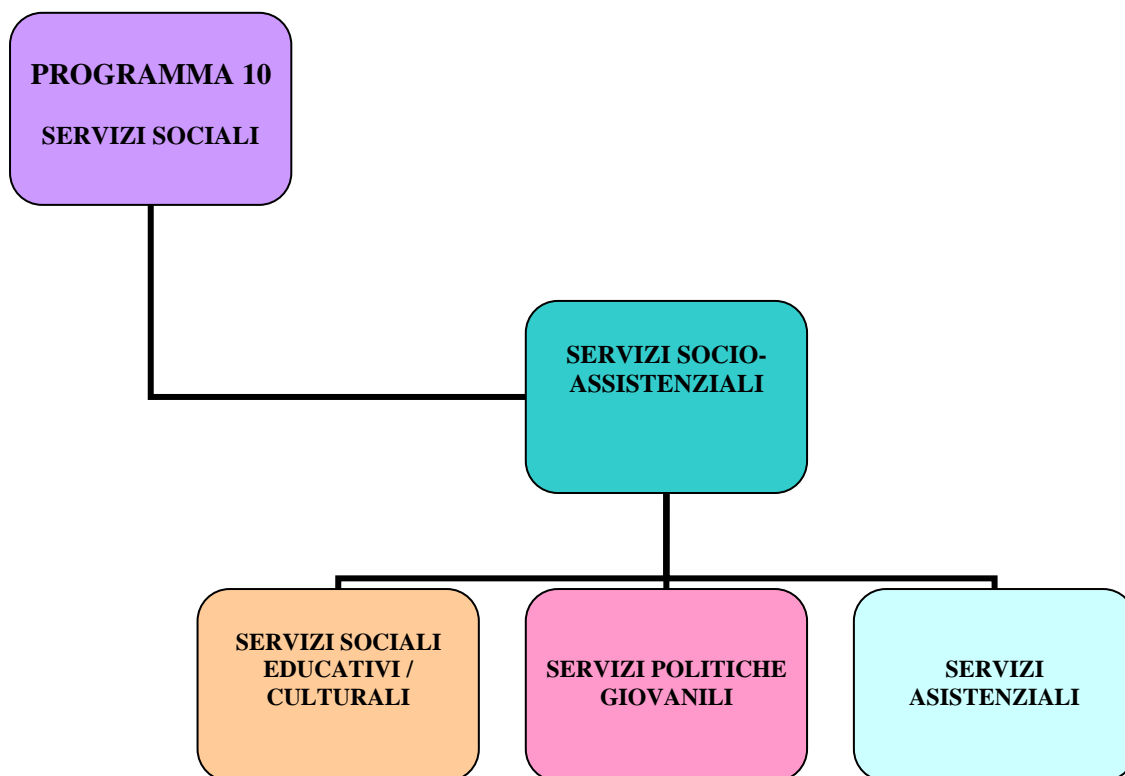 PROGRAMMA 10
SERVIZI SOCIALI
SERVIZI SOCIO-
ASSISTENZIALI
SERVIZI SOCIALI
EDUCATIVI /
CULTURALI
SERVIZI POLITICHE
GIOVANILI
SERVIZI
ASISTENZIALI